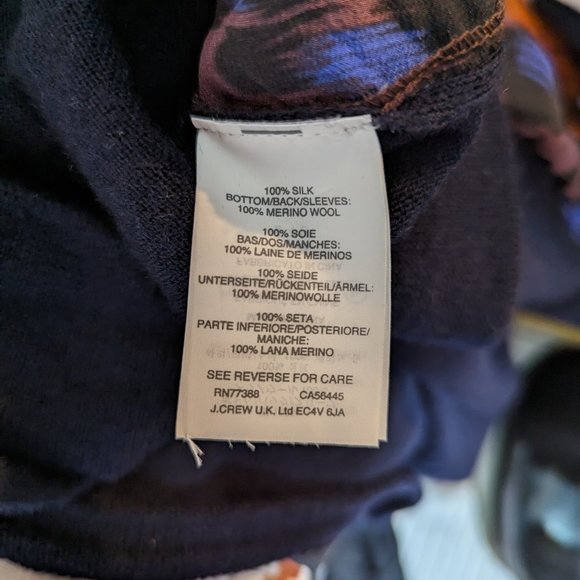 100% SILK
BOTTOM/BACK/SLEEVES:
100% MERINO WOOL
100% SOIE
BAS/DOS/MANCHES:
100% LAINE DE MERINOS
100% SEIDE
UNTERSEITE/RÜCKENTEIL/ÄRMEL:
100% MERINOWOLLE
100% SETA
PARTE INFERIORE/POSTERIORE/
MANICHE:
100% LANA MERINO
SEE REVERSE FOR CARE
RN77388 CA56445
J.CREW U.K. Ltd EC4V 6JA